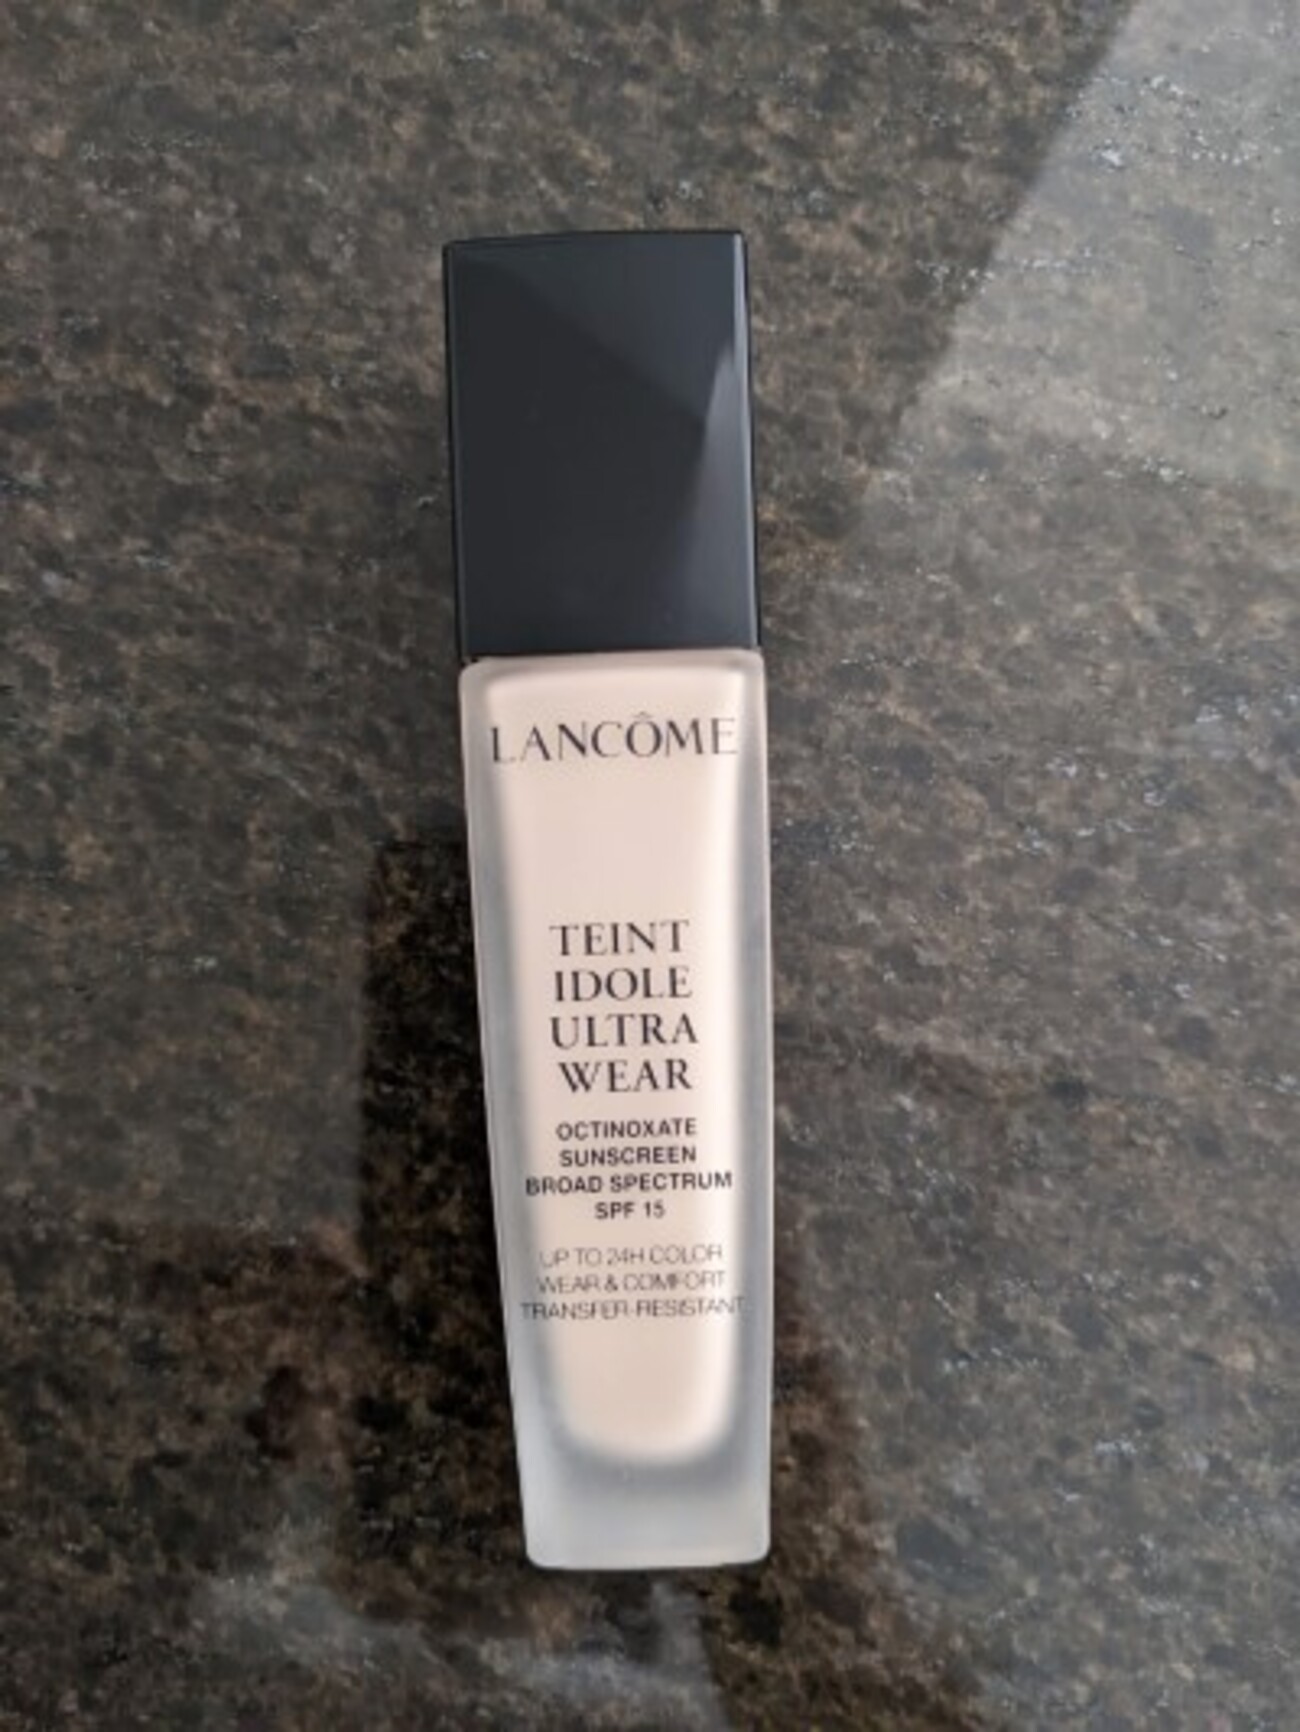 LANCÔME
TEINT
IDOLE
ULTRA
WEAR
OCTINOXATE
SUNSCREEN
BROAD SPECTRUM
SPF 15
UP TO 24H COLOR
WEAR & COMFORT
TRANSFER-RESISTANT